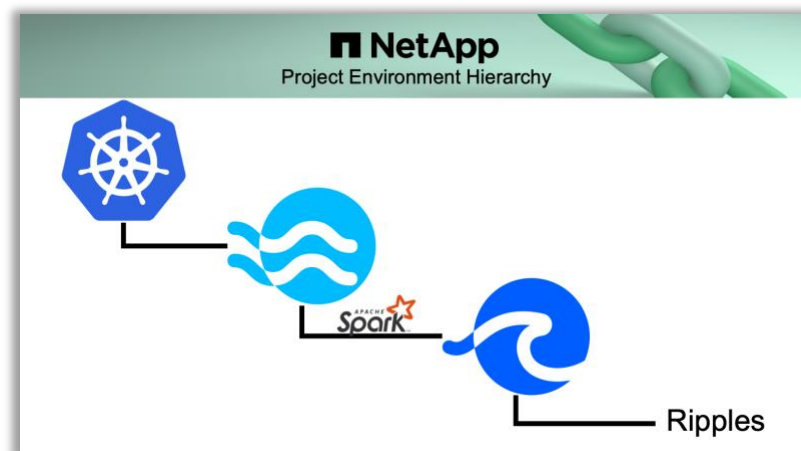 NetApp
Project Environment Hierarchy
APACHE
Spark
Ripples